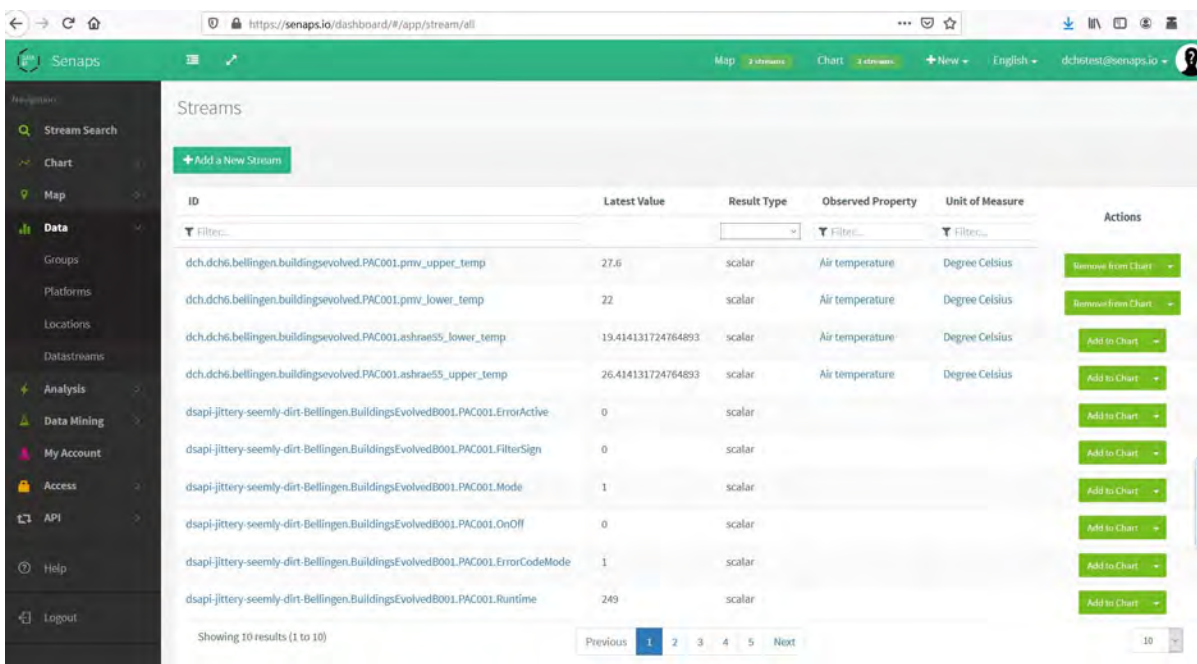 https://senaps.io/dashboard/#/app/stream/all
Senaps
Map 2 streams Chart 2 streams +New English dch6test@senaps.io
Navigation
Streams
Stream Search
+Add a New Stream
Chart
Map
ID Latest Value Result Type Observed Property Unit of Measure Actions
Data
Filter... Filter... Filter...
Groups
dch.dch6.bellingen.buildingsevolved.PAC001.pmv_upper_temp 27.6 scalar Air temperature Degree Celsius Remove from Chart
Platforms
dch.dch6.bellingen.buildingsevolved.PAC001.pmv_lower_temp 22 scalar Air temperature Degree Celsius Remove from Chart
Locations
dch.dch6.bellingen.buildingsevolved.PAC001.ashrae55_lower_temp 19.414131724764893 scalar Air temperature Degree Celsius Add to Chart
Datastreams
dch.dch6.bellingen.buildingsevolved.PAC001.ashrae55_upper_temp 26.414131724764893 scalar Air temperature Degree Celsius Add to Chart
Analysis
dsapi-jittery-seemly-dirt-Bellingen.BuildingsEvolvedB001.PAC001.ErrorActive 0 scalar Add to Chart
Data Mining
dsapi-jittery-seemly-dirt-Bellingen.BuildingsEvolvedB001.PAC001.FilterSign 0 scalar Add to Chart
My Account
Access
dsapi-jittery-seemly-dirt-Bellingen.BuildingsEvolvedB001.PAC001.Mode 1 scalar Add to Chart
API
dsapi-jittery-seemly-dirt-Bellingen.BuildingsEvolvedB001.PAC001.OnOff 0 scalar Add to Chart
Help
dsapi-jittery-seemly-dirt-Bellingen.BuildingsEvolvedB001.PAC001.ErrorCodeMode 1 scalar Add to Chart
dsapi-jittery-seemly-dirt-Bellingen.BuildingsEvolvedB001.PAC001.Runtime 249 scalar Add to Chart
Logout
Showing 10 results (1 to 10) Previous 1 2 3 4 5 Next 10